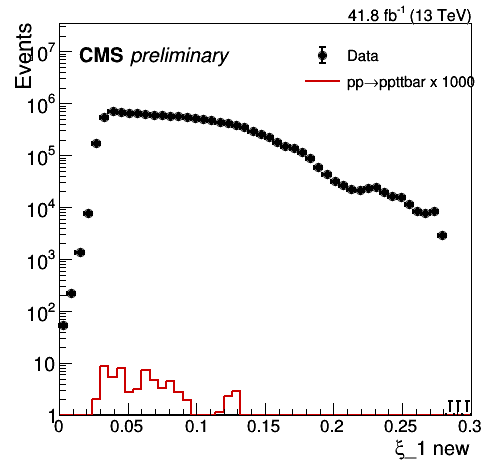 41.8 fb⁻¹ (13 TeV)
Events
CMS preliminary
Data
pp→ppttbar x 1000
10⁷
10⁶
10⁵
10⁴
10³
10²
10
1
0 0.05 0.1 0.15 0.2 0.25 0.3
ξ_1 new